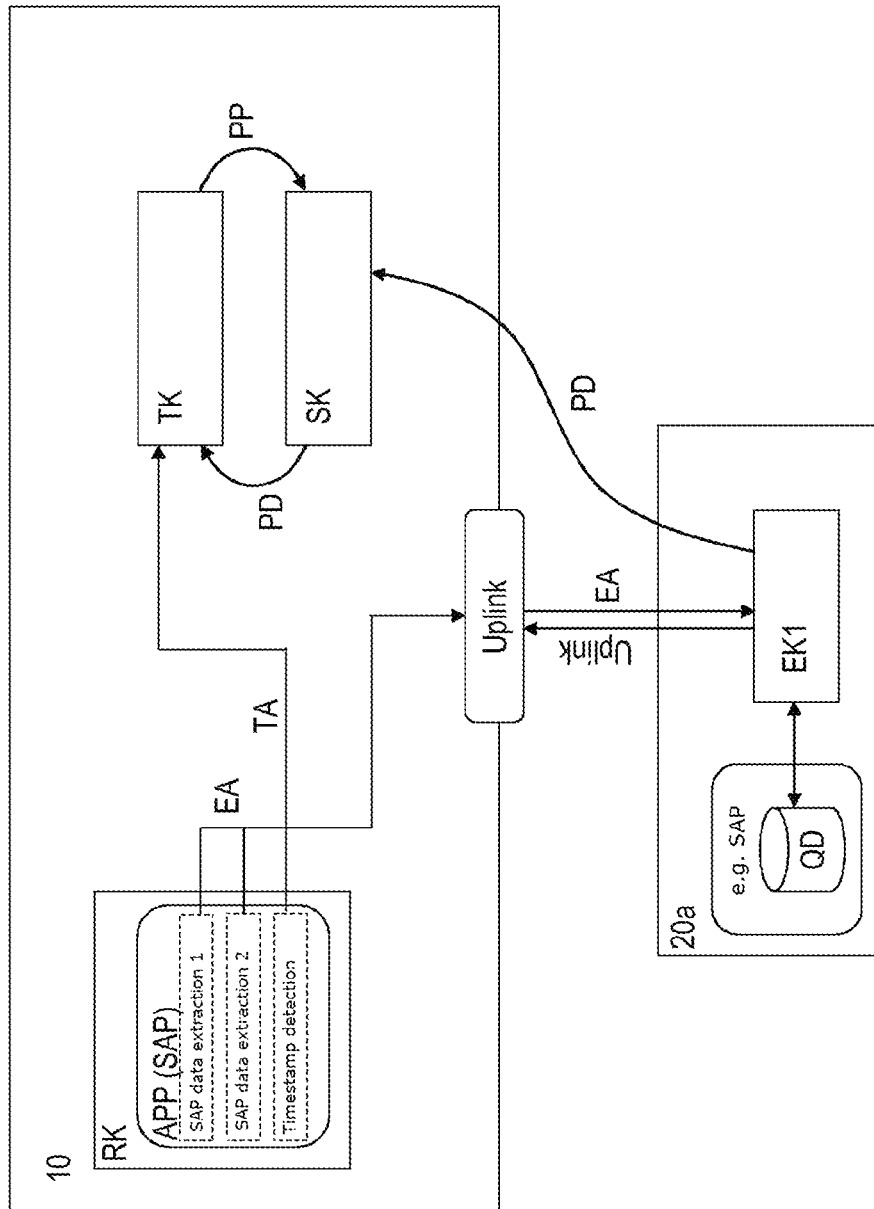 10
RK
APP (SAP)
SAP data extraction 1
SAP data extraction 2
Timestamp detection
EA
TA
TK
SK
PD
PP
Uplink
Uplink
EA
PD
20a
e.g. SAP
QD
EK1